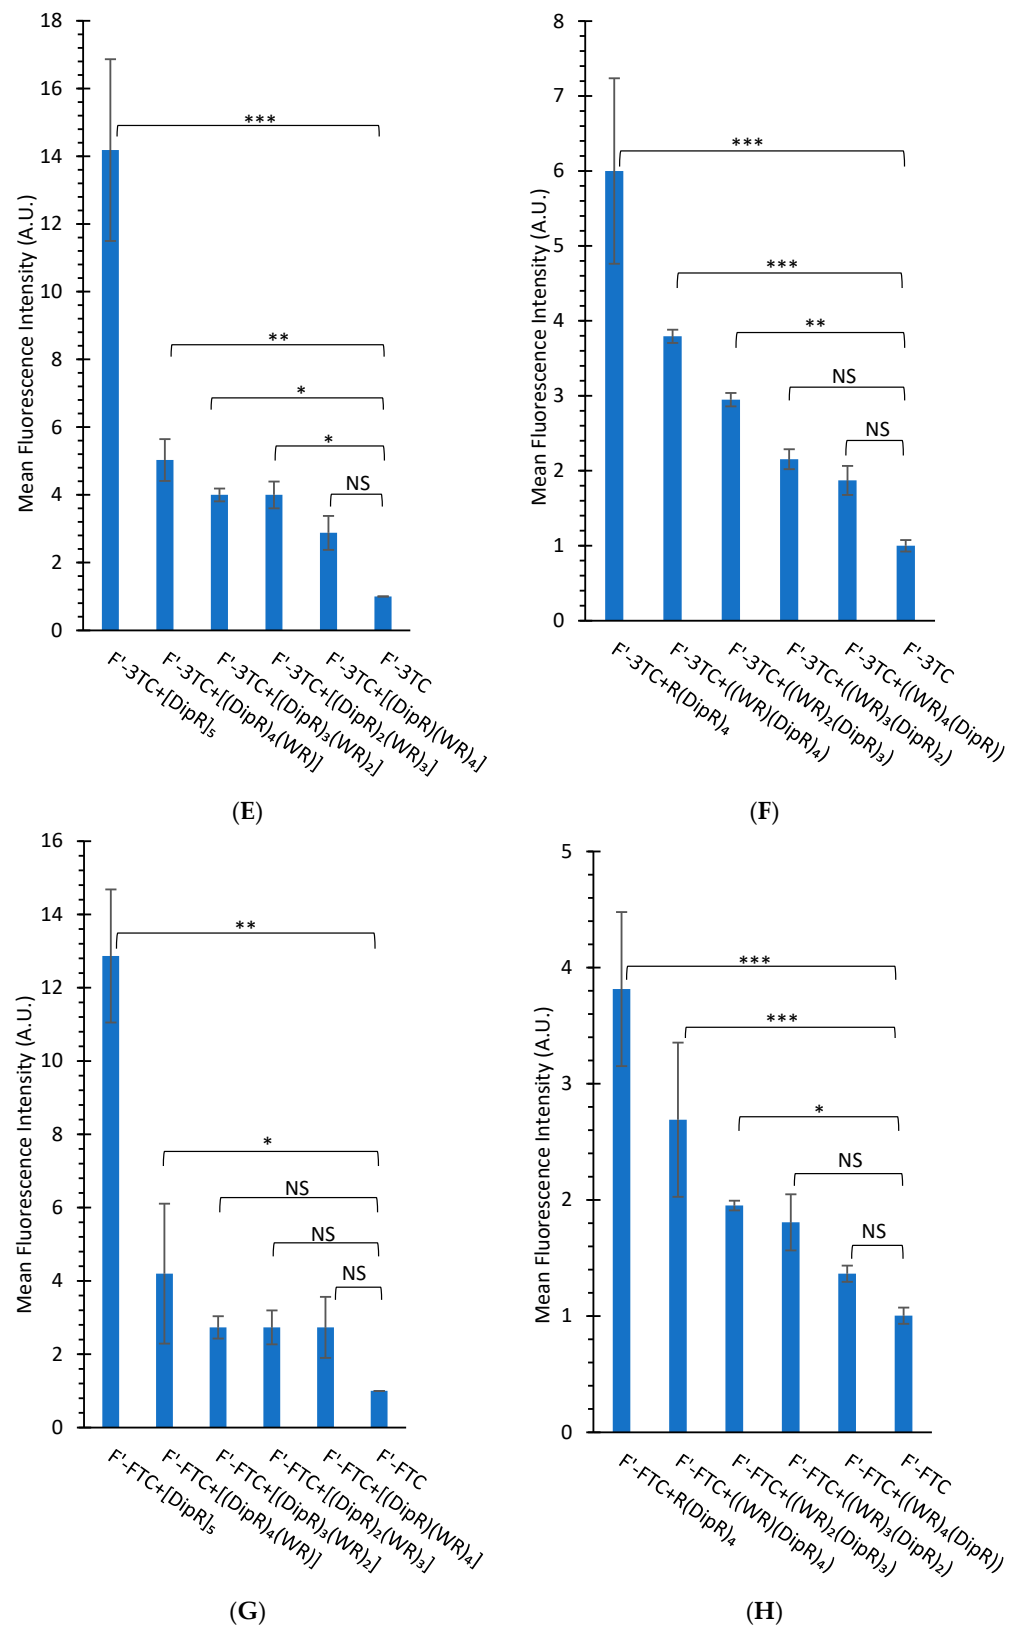 18
16
14
12
10
8
6
4
2
0
Mean Fluorescence Intensity (A.U.)
***
**
*
*
NS
F'-3TC+[DipR]₅
F'-3TC+[(DipR)₄(WR)]
F'-3TC+[(DipR)₃(WR)₂]
F'-3TC+[(DipR)₂(WR)₃]
F'-3TC+[(DipR)(WR)₄]
F'-3TC
(E)
8
7
6
5
4
3
2
1
0
Mean Fluorescence Intensity (A.U.)
***
***
**
NS
NS
F'-3TC+R(DipR)₄
F'-3TC+((WR)(DipR)₄)
F'-3TC+((WR)₂(DipR)₃)
F'-3TC+((WR)₃(DipR)₂)
F'-3TC+((WR)₄(DipR))
F'-3TC
(F)
16
14
12
10
8
6
4
2
0
Mean Fluorescence Intensity (A.U.)
**
*
NS
NS
NS
F'-FTC+[DipR]₅
F'-FTC+[(DipR)₄(WR)]
F'-FTC+[(DipR)₃(WR)₂]
F'-FTC+[(DipR)₂(WR)₃]
F'-FTC+[(DipR)(WR)₄]
F'-FTC
(G)
5
4
3
2
1
0
Mean Fluorescence Intensity (A.U.)
***
***
*
NS
NS
F'-FTC+R(DipR)₄
F'-FTC+((WR)(DipR)₄)
F'-FTC+((WR)₂(DipR)₃)
F'-FTC+((WR)₃(DipR)₂)
F'-FTC+((WR)₄(DipR))
F'-FTC
(H)